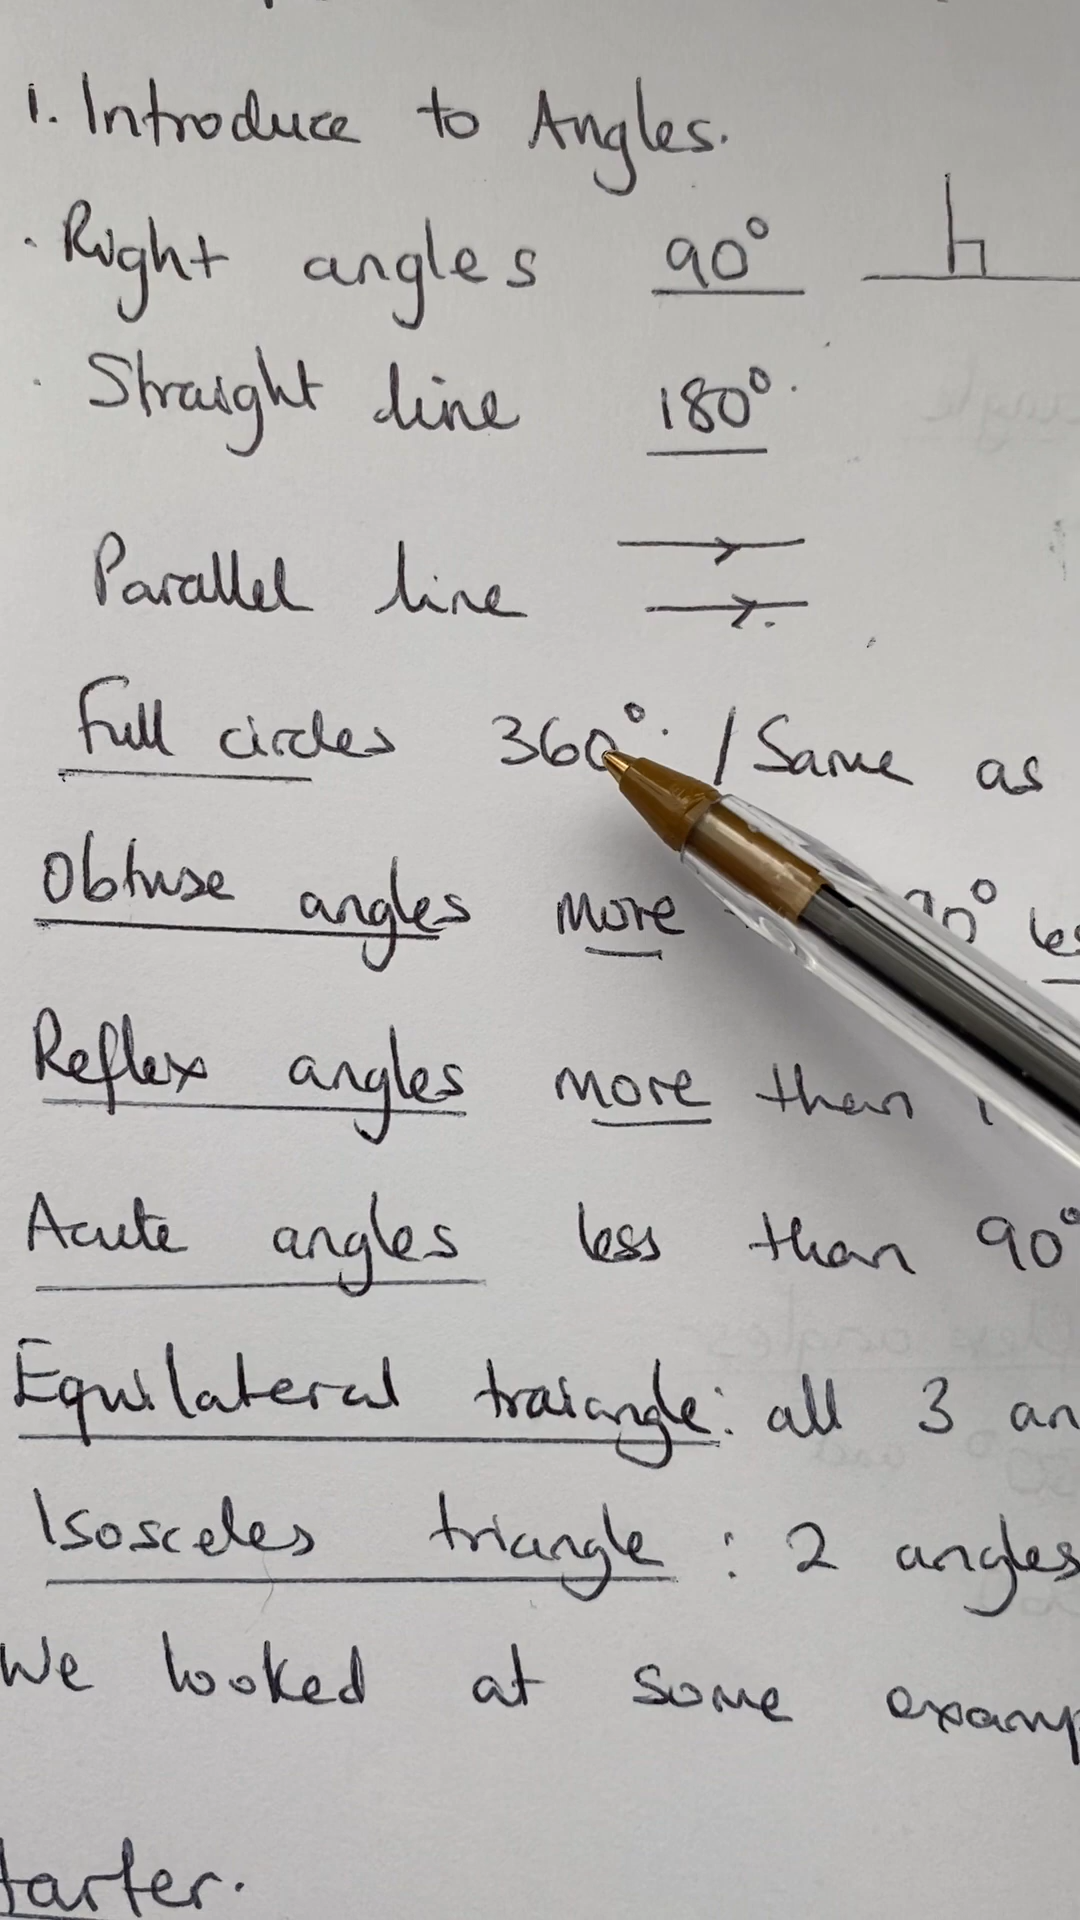 1. Introduce to Angles.
· Right angles 90°
· Straight line 180°.
Parallel line
Full circles 360° / Same as
Obtuse angles more 90°
Reflex angles more than
Acute angles less than 90°
Equilateral traiangle: all 3
Isosceles triangle : 2 angles
We looked at some